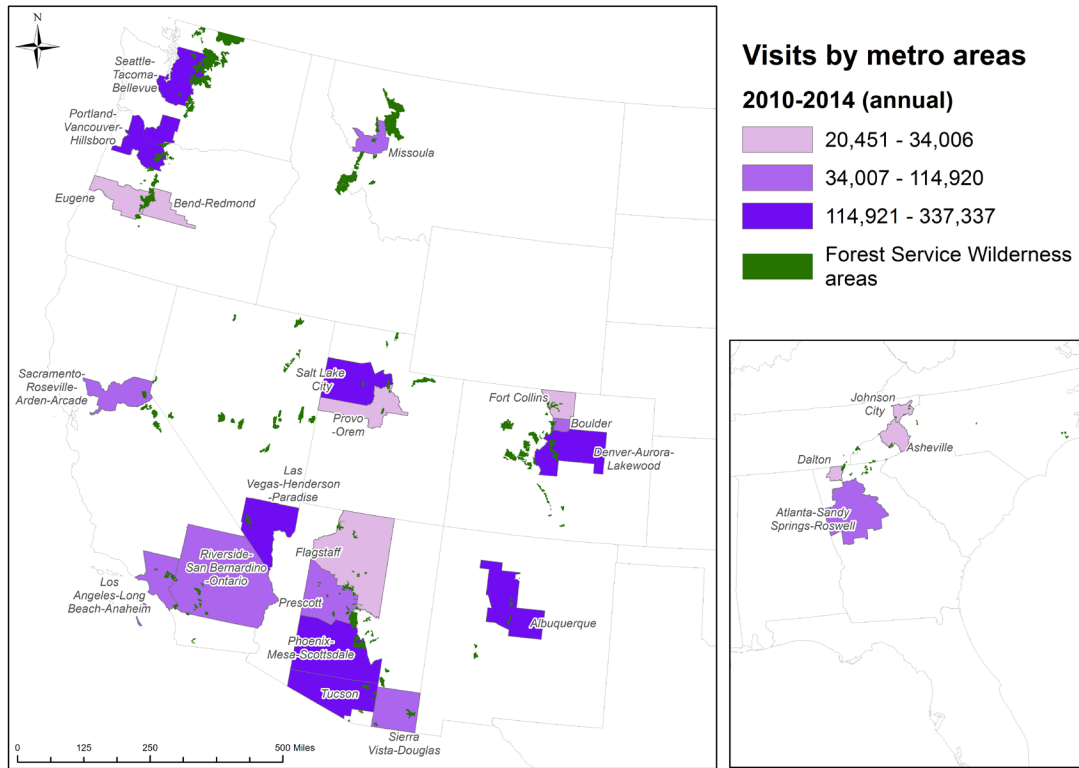 N
Seattle-
Tacoma-
Bellevue
Portland-
Vancouver-
Hillsboro
Eugene
Bend-Redmond
Missoula
Sacramento-
Roseville-
Arden-Arcade
Salt Lake
City
Provo
-Orem
Fort Collins
Boulder
Denver-Aurora-
Lakewood
Las
Vegas-Henderson
-Paradise
Riverside-
San Bernardino
-Ontario
Los
Angeles-Long
Beach-Anaheim
Flagstaff
Prescott
Phoenix-
Mesa-Scottsdale
Tucson
Sierra
Vista-Douglas
Albuquerque
0 125 250 500 Miles
Visits by metro areas
2010-2014 (annual)
20,451 - 34,006
34,007 - 114,920
114,921 - 337,337
Forest Service Wilderness
areas
Johnson
City
Asheville
Dalton
Atlanta-Sandy
Springs-Roswell